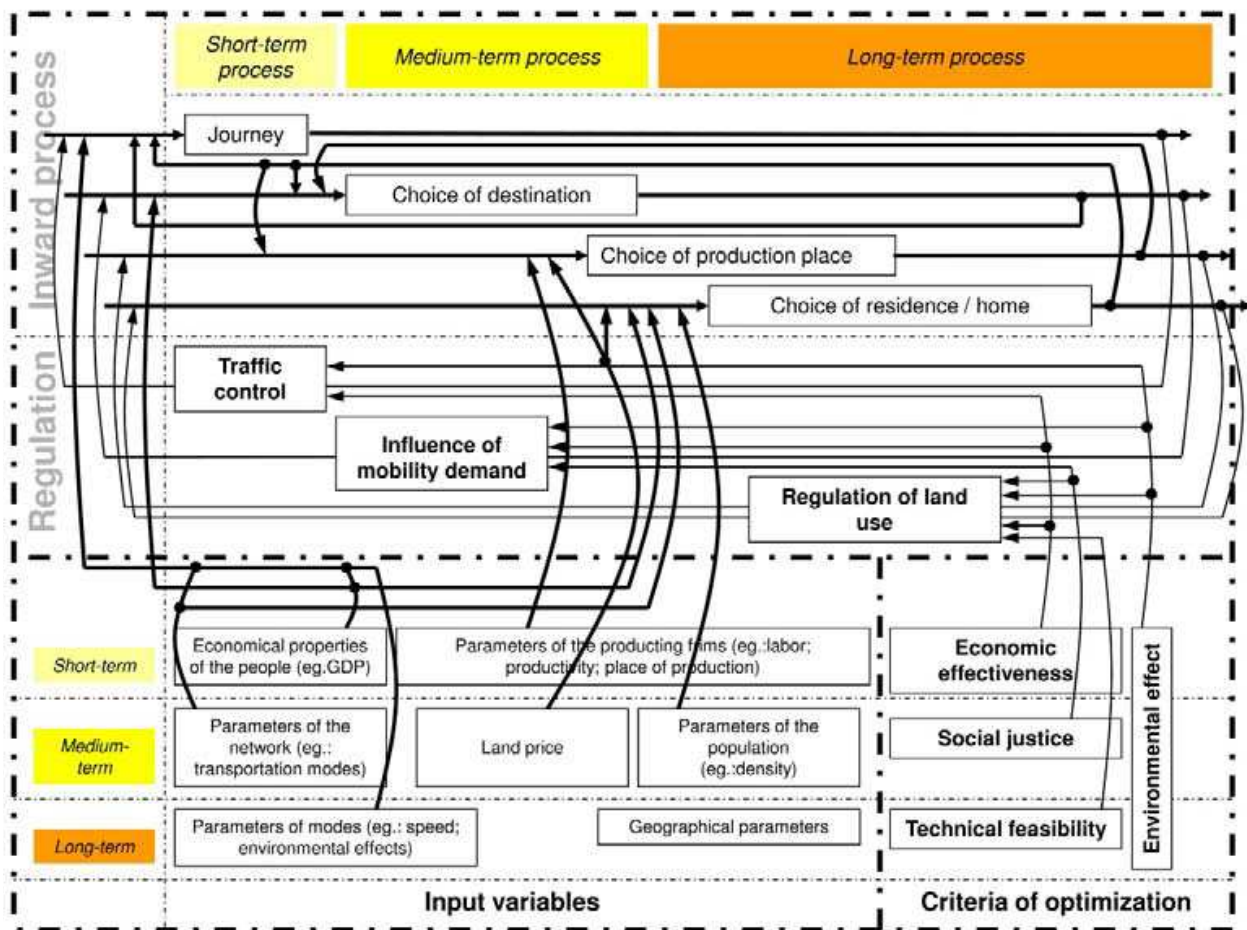 Short-term
process
Medium-term process
Long-term process
Inward process
Journey
Choice of destination
Choice of production place
Choice of residence / home
Regulation
Traffic
control
Influence of
mobility demand
Regulation of land
use
Short-term
Economical properties
of the people (eg.GDP)
Parameters of the producting frims (eg.:labor;
productivity; place of production)
Economic
effectiveness
Environmental effect
Medium-
term
Parameters of the
network (eg.:
transportation modes)
Land price
Parameters of the
population
(eg.:density)
Social justice
Long-term
Parameters of modes (eg.: speed;
environmental effects)
Geographical parameters
Technical feasibility
Input variables
Criteria of optimization